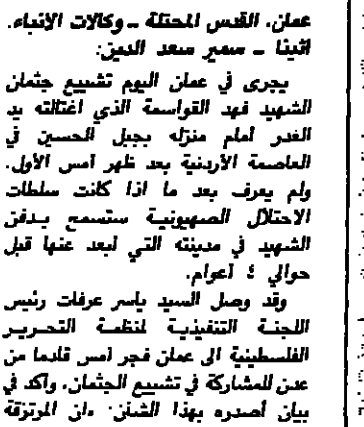 عمان، القدس المحتلة ـ وكالات الانباء،
اثينا ـ سمير سعد الدين:
يجرى في عمان اليوم تشييع جثمان
الشهيد فهد القواسمة الذي اغتالته يد
الغدر أمام منزله بجبل الحسين في
العاصمة الأردنية بعد ظهر امس الأول.
ولم يعرف بعد ما اذا كانت سلطات
الاحتلال الصهيونية ستسمح بدفن
الشهيد في مدينته التي ابعد عنها قبل
حوالي ٤ اعوام.
وقد وصل السيد ياسر عرفات رئيس
اللجنة التنفيذية لمنظمة التحرير
الفلسطينية الى عمان فجر امس قادما من
عدن للمشاركة في تشييع الجثمان، واكد في
بيان أصدره بهذا الشأن، «ان المرتزقة